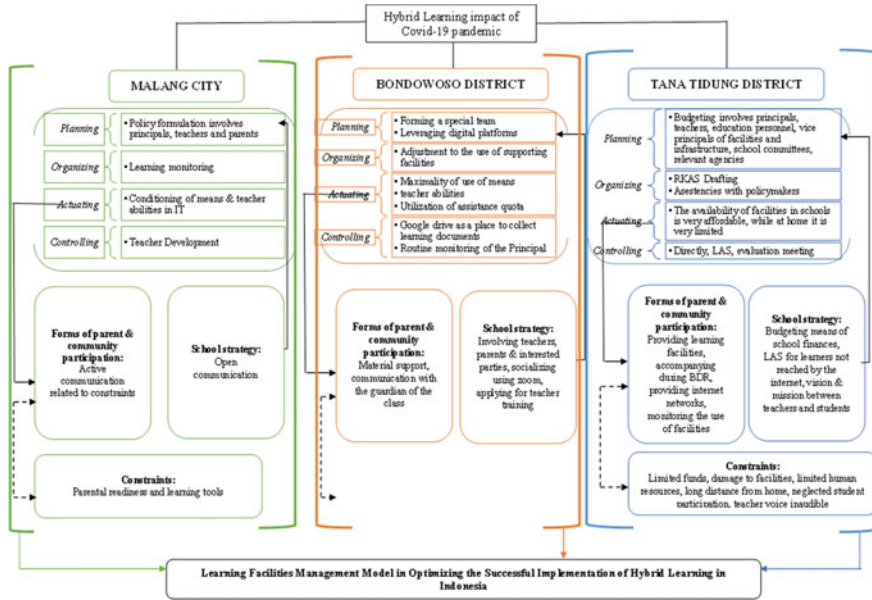 Hybrid Learning impact of
Covid-19 pandemic
MALANG CITY
Planning
• Policy formulation involves
principals, teachers and parents
Organizing
• Learning monitoring
Actuating
• Conditioning of means & teacher
abilities in IT
Controlling
• Teacher Development
Forms of parent &
community
participation:
Active
communication
related to constraints
School strategy:
Open
communication
Constraints:
Parental readiness and learning tools
BONDOWOSO DISTRICT
Planning
• Forming a special team
• Leveraging digital platforms
Organizing
• Adjustment to the use of supporting
facilities
Actuating
• Maximality of use of means
• teacher abilities
• Utilization of assistance quota
Controlling
• Google drive as a place to collect
learning documents
• Routine monitoring of the Principal
Forms of parent &
community
participation:
Material support,
communication with
the guardian of the
class
School strategy:
Involving teachers,
parents & interested
parties, socializing
using zoom,
applying for teacher
training
TANA TIDUNG DISTRICT
Planning
• Budgeting involves principals,
teachers, education personnel, vice
principals of facilities and
infrastructure, school committees,
relevant agencies
Organizing
• RKAS Drafting
• Asestencies with policymakers
Actuating
• The availability of facilities in schools
is very affordable, while at home it is
very limited
Controlling
• Directly, LAS, evaluation meeting
Forms of parent &
community
participation:
Providing learning
facilities,
accompanying
during BDR,
providing internet
networks,
monitoring the use
of facilities
School strategy:
Budgeting means of
school finances,
LAS for learners not
reached by the
internet, vision &
mission between
teachers and students
Constraints:
Limited funds, damage to facilities, limited human
resources, long distance from home, neglected student
participation, teacher voice inaudible
Learning Facilities Management Model in Optimizing the Successful Implementation of Hybrid Learning in
Indonesia